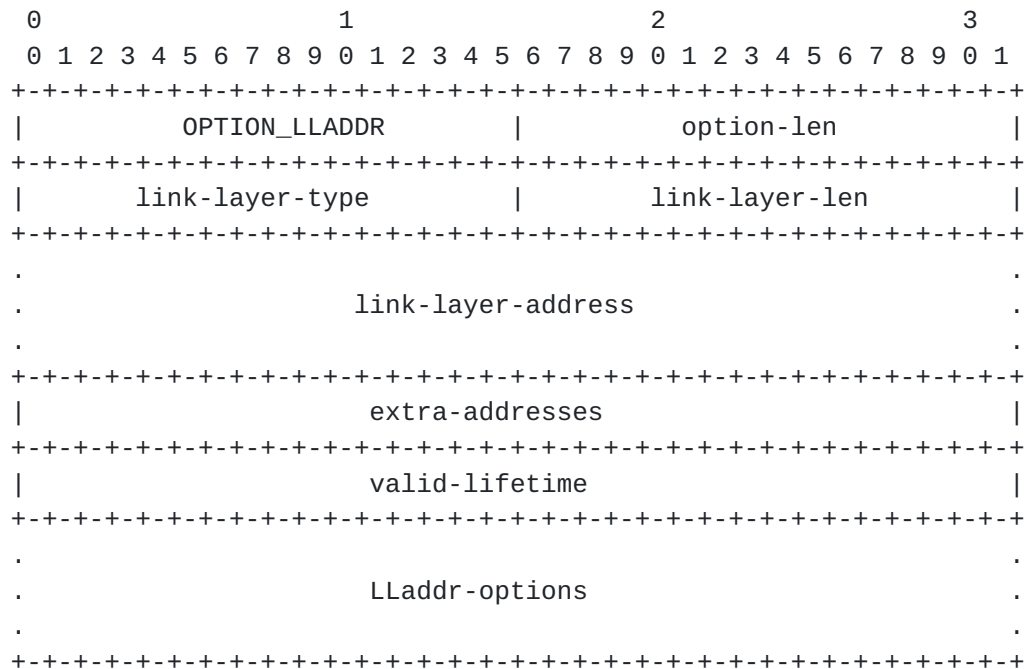 0                   1                   2                   3
 0 1 2 3 4 5 6 7 8 9 0 1 2 3 4 5 6 7 8 9 0 1 2 3 4 5 6 7 8 9 0 1
+-+-+-+-+-+-+-+-+-+-+-+-+-+-+-+-+-+-+-+-+-+-+-+-+-+-+-+-+-+-+-+-+
|          OPTION_LLADDR        |          option-len           |
+-+-+-+-+-+-+-+-+-+-+-+-+-+-+-+-+-+-+-+-+-+-+-+-+-+-+-+-+-+-+-+-+
|       link-layer-type         |        link-layer-len         |
+-+-+-+-+-+-+-+-+-+-+-+-+-+-+-+-+-+-+-+-+-+-+-+-+-+-+-+-+-+-+-+-+
.                                                               .
.                     link-layer-address                        .
.                                                               .
+-+-+-+-+-+-+-+-+-+-+-+-+-+-+-+-+-+-+-+-+-+-+-+-+-+-+-+-+-+-+-+-+
|                      extra-addresses                          |
+-+-+-+-+-+-+-+-+-+-+-+-+-+-+-+-+-+-+-+-+-+-+-+-+-+-+-+-+-+-+-+-+
|                      valid-lifetime                           |
+-+-+-+-+-+-+-+-+-+-+-+-+-+-+-+-+-+-+-+-+-+-+-+-+-+-+-+-+-+-+-+-+
.                                                               .
.                      LLaddr-options                           .
.                                                               .
+-+-+-+-+-+-+-+-+-+-+-+-+-+-+-+-+-+-+-+-+-+-+-+-+-+-+-+-+-+-+-+-+